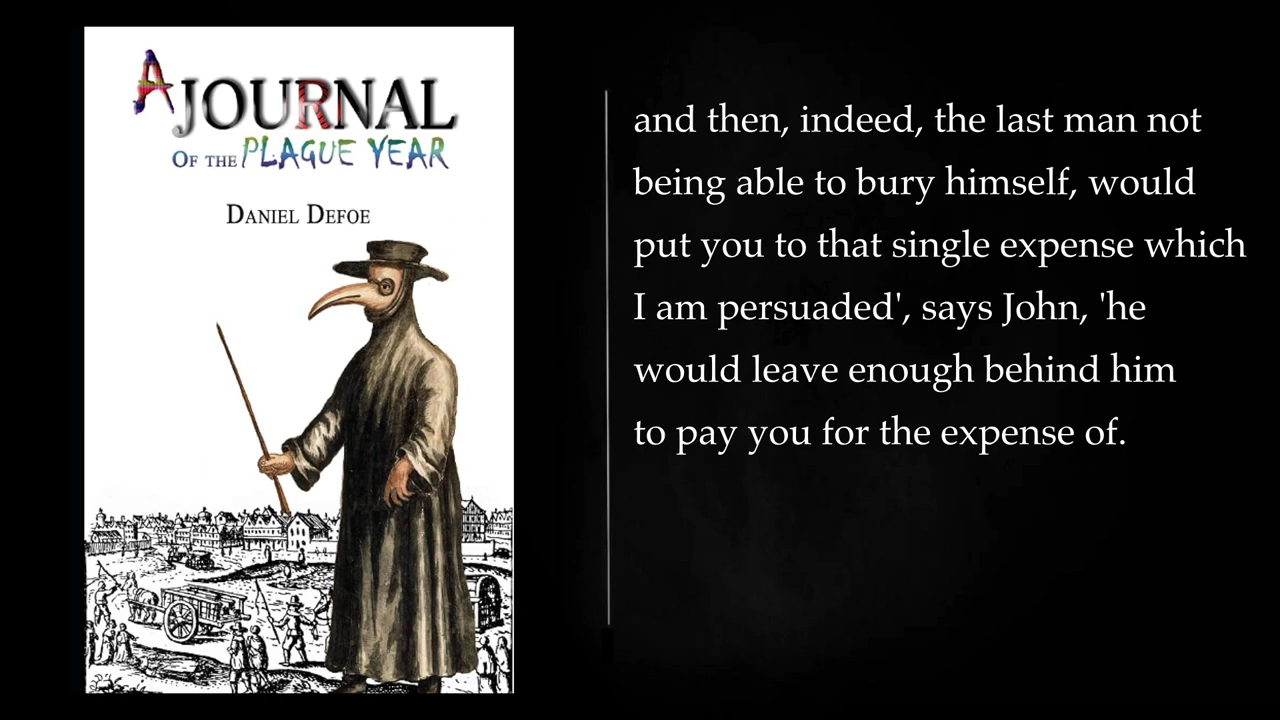 A JOURNAL
OF THE PLAGUE YEAR
DANIEL DEFOE
and then, indeed, the last man not
being able to bury himself, would
put you to that single expense which
I am persuaded', says John, 'he
would leave enough behind him
to pay you for the expense of.